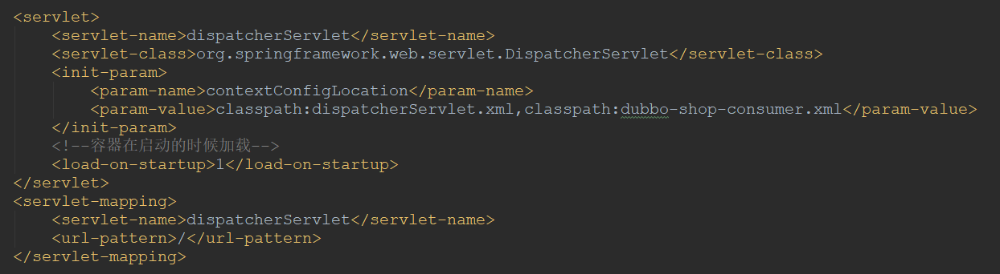 <servlet>
    <servlet-name>dispatcherServlet</servlet-name>
    <servlet-class>org.springframework.web.servlet.DispatcherServlet</servlet-class>
    <init-param>
        <param-name>contextConfigLocation</param-name>
        <param-value>classpath:dispatcherServlet.xml,classpath:dubbo-shop-consumer.xml</param-value>
    </init-param>
    <!--容器在启动的时候加载-->
    <load-on-startup>1</load-on-startup>
</servlet>
<servlet-mapping>
    <servlet-name>dispatcherServlet</servlet-name>
    <url-pattern>/</url-pattern>
</servlet-mapping>